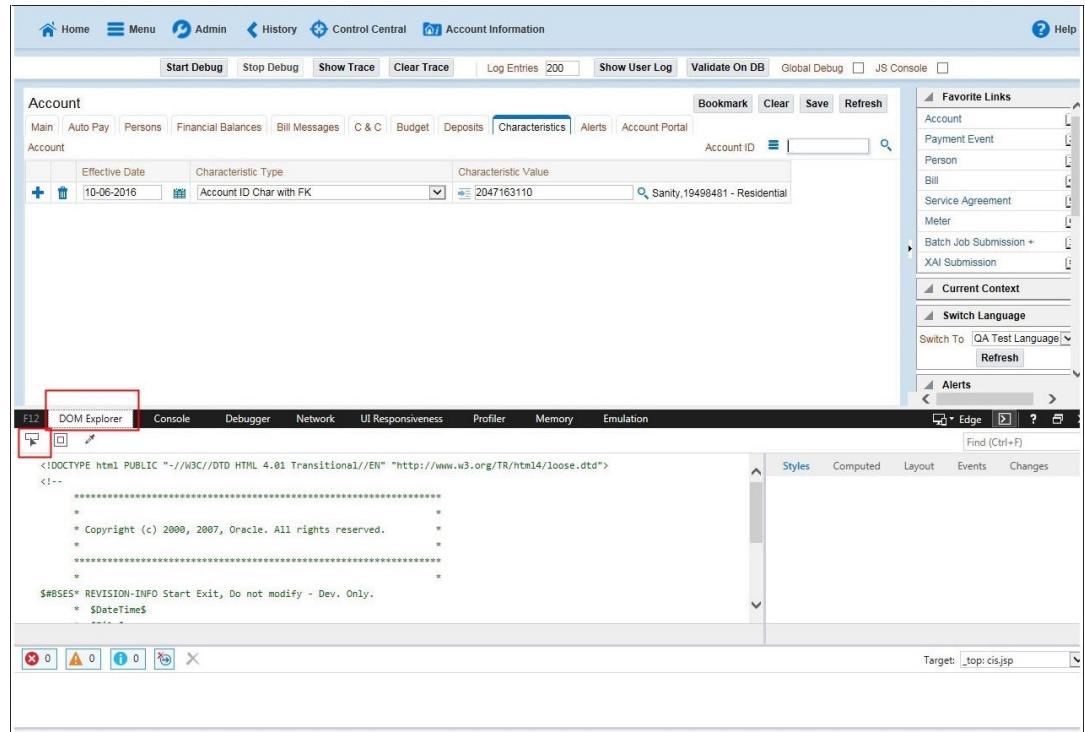 Home Menu Admin History Control Central Account Information Help
Start Debug Stop Debug Show Trace Clear Trace Log Entries 200 Show User Log Validate On DB Global Debug JS Console
Account Bookmark Clear Save Refresh
Main Auto Pay Persons Financial Balances Bill Messages C & C Budget Deposits Characteristics Alerts Account Portal
Account Account ID
Effective Date Characteristic Type Characteristic Value
10-06-2016 Account ID Char with FK 2047163110 Sanity,19498481 - Residential
Favorite Links
Account
Payment Event
Person
Bill
Service Agreement
Meter
Batch Job Submission +
XAI Submission
Current Context
Switch Language
Switch To QA Test Language
Refresh
Alerts
F12 DOM Explorer Console Debugger Network UI Responsiveness Profiler Memory Emulation Edge ?
Find (Ctrl+F)
<!DOCTYPE html PUBLIC "-//W3C//DTD HTML 4.01 Transitional//EN" "http://www.w3.org/TR/html4/loose.dtd">
<!--
******************************************************************
* *
* Copyright (c) 2000, 2007, Oracle. All rights reserved. *
* *
******************************************************************
* *
$#BSES* REVISION-INFO Start Exit, Do not modify - Dev. Only.
* $DateTime$
Styles Computed Layout Events Changes
0 0 0 Target: _top: cis.jsp